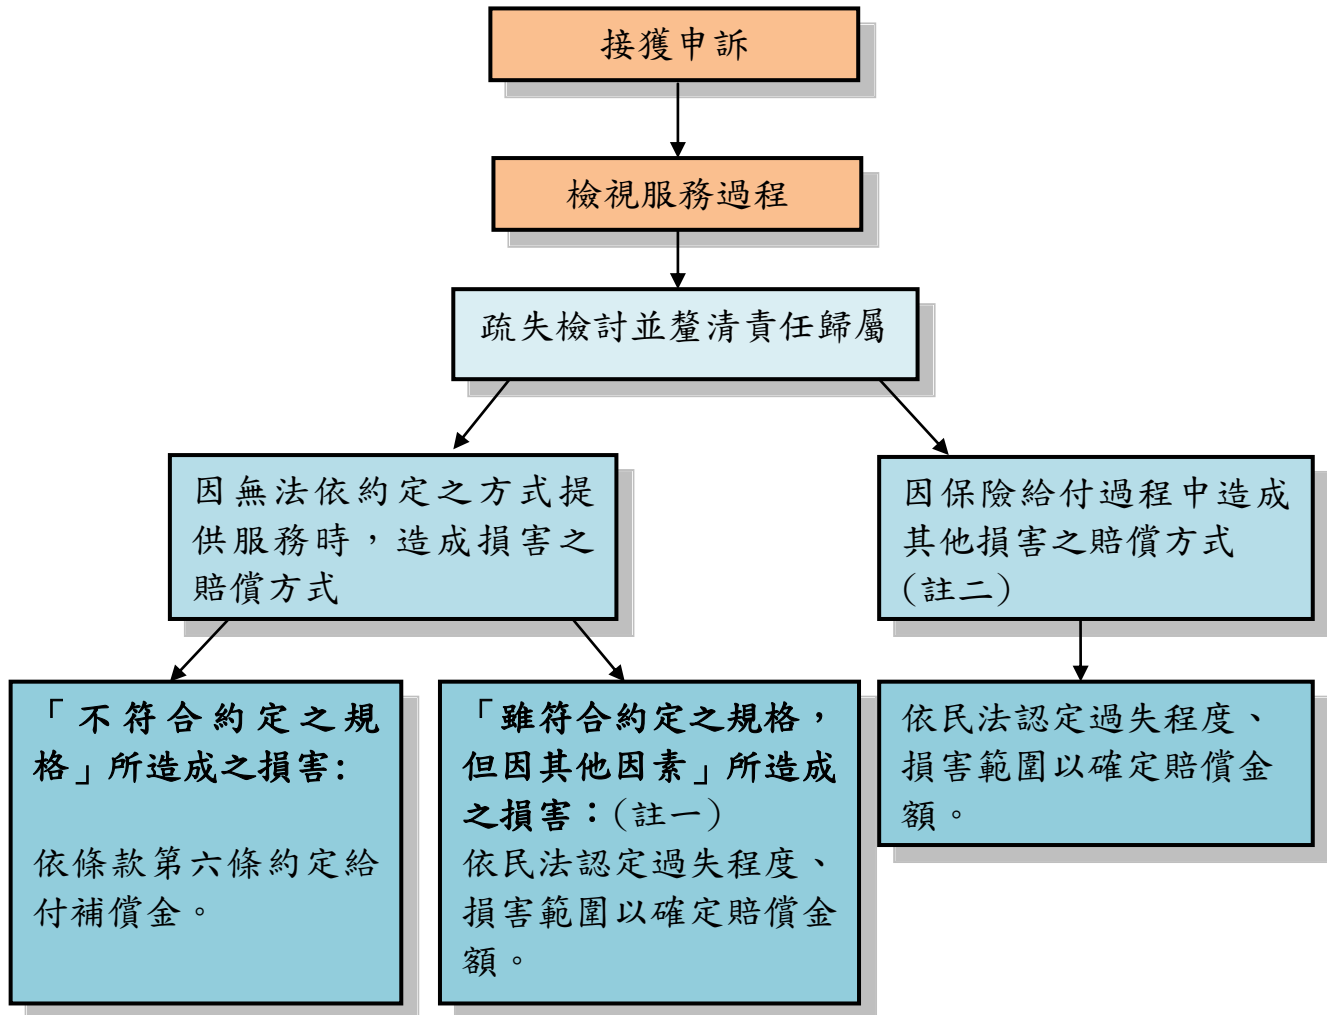 接獲申訴
檢視服務過程
疏失檢討並釐清責任歸屬
因無法依約定之方式提
供服務時，造成損害之
賠償方式
因保險給付過程中造成
其他損害之賠償方式
(註二)
「不符合約定之規
格」所造成之損害:
依條款第六條約定給
付補償金。
「雖符合約定之規格，
但因其他因素」所造成
之損害：(註一)
依民法認定過失程度、
損害範圍以確定賠償金
額。
依民法認定過失程度、
損害範圍以確定賠償金
額。